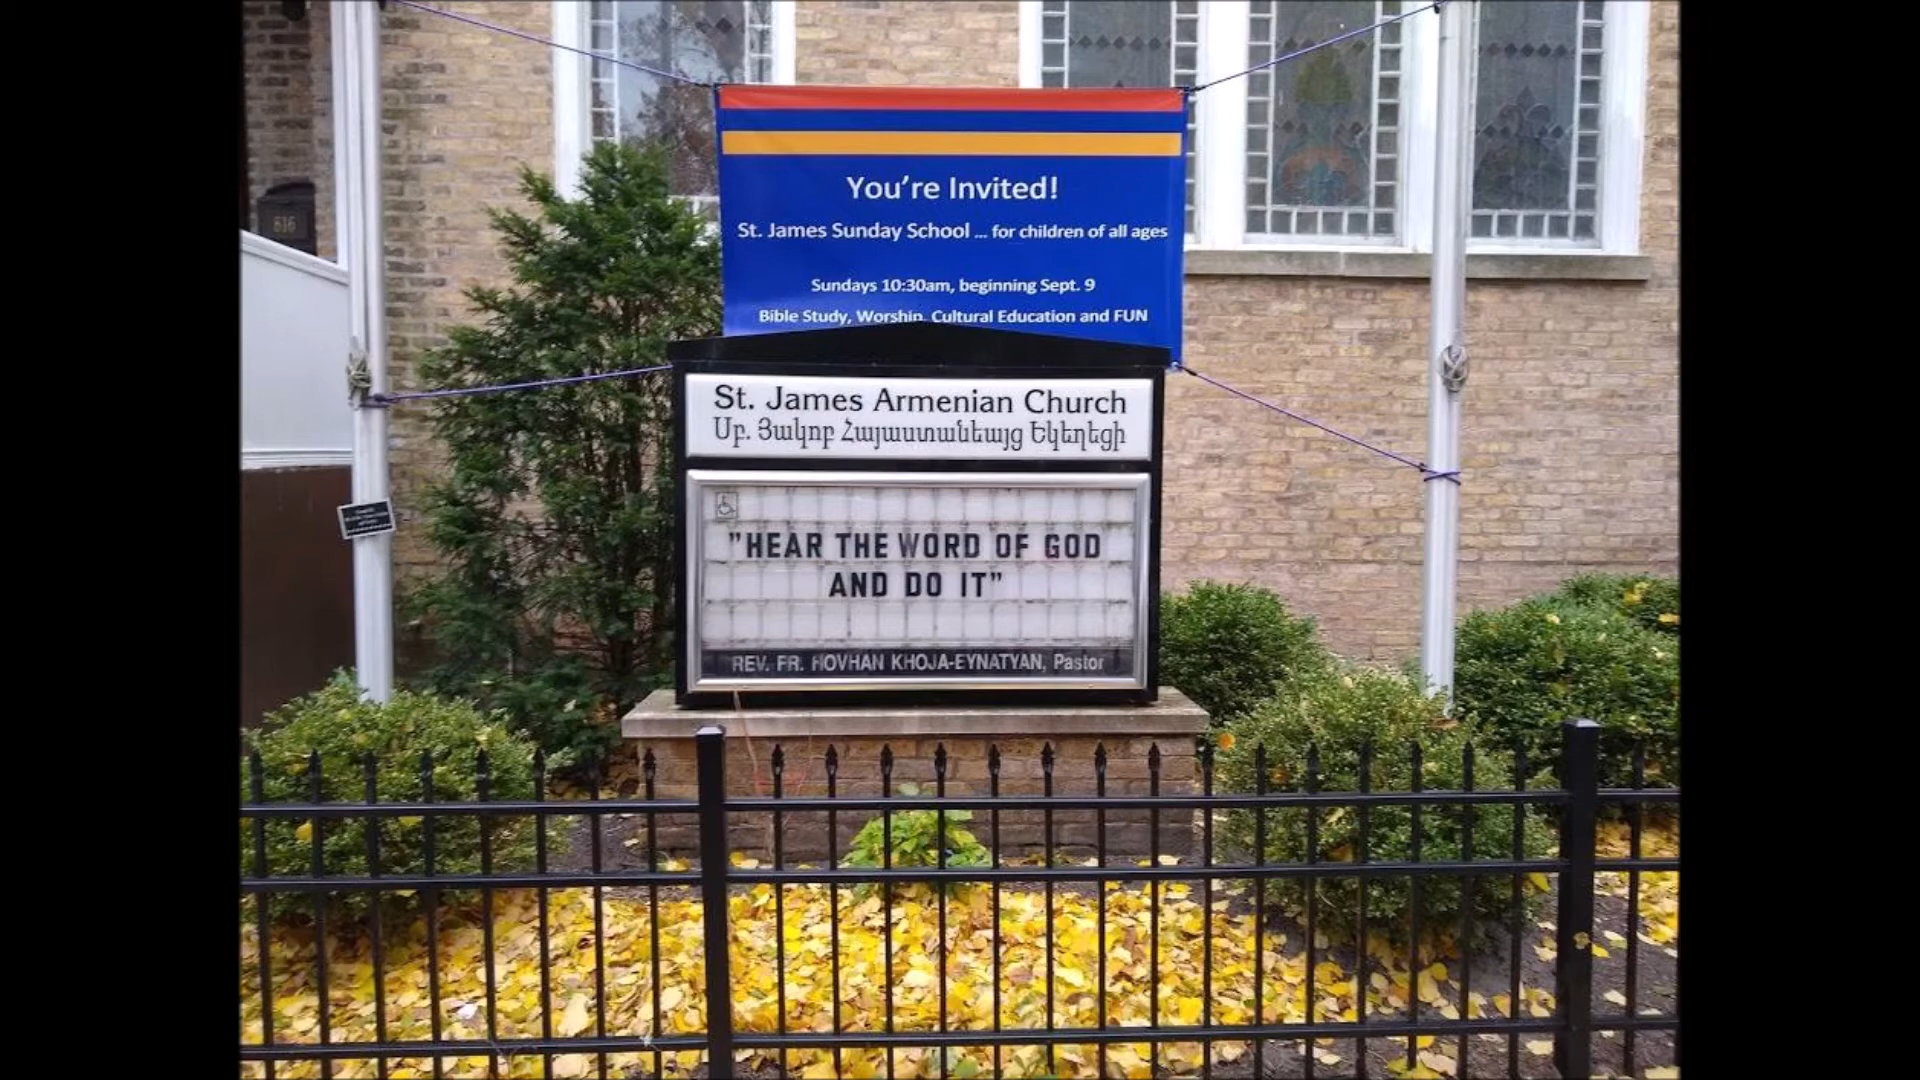 You're Invited!
St. James Sunday School ... for children of all ages
Sundays 10:30am, beginning Sept. 9
Bible Study, Worship, Cultural Education and FUN
616
St. James Armenian Church
Սբ. Յակոբ Հայաստանեայց Եկեղեցի
"HEAR THE WORD OF GOD
AND DO IT"
REV. FR. HOVHAN KHOJA-EYNATYAN, Pastor